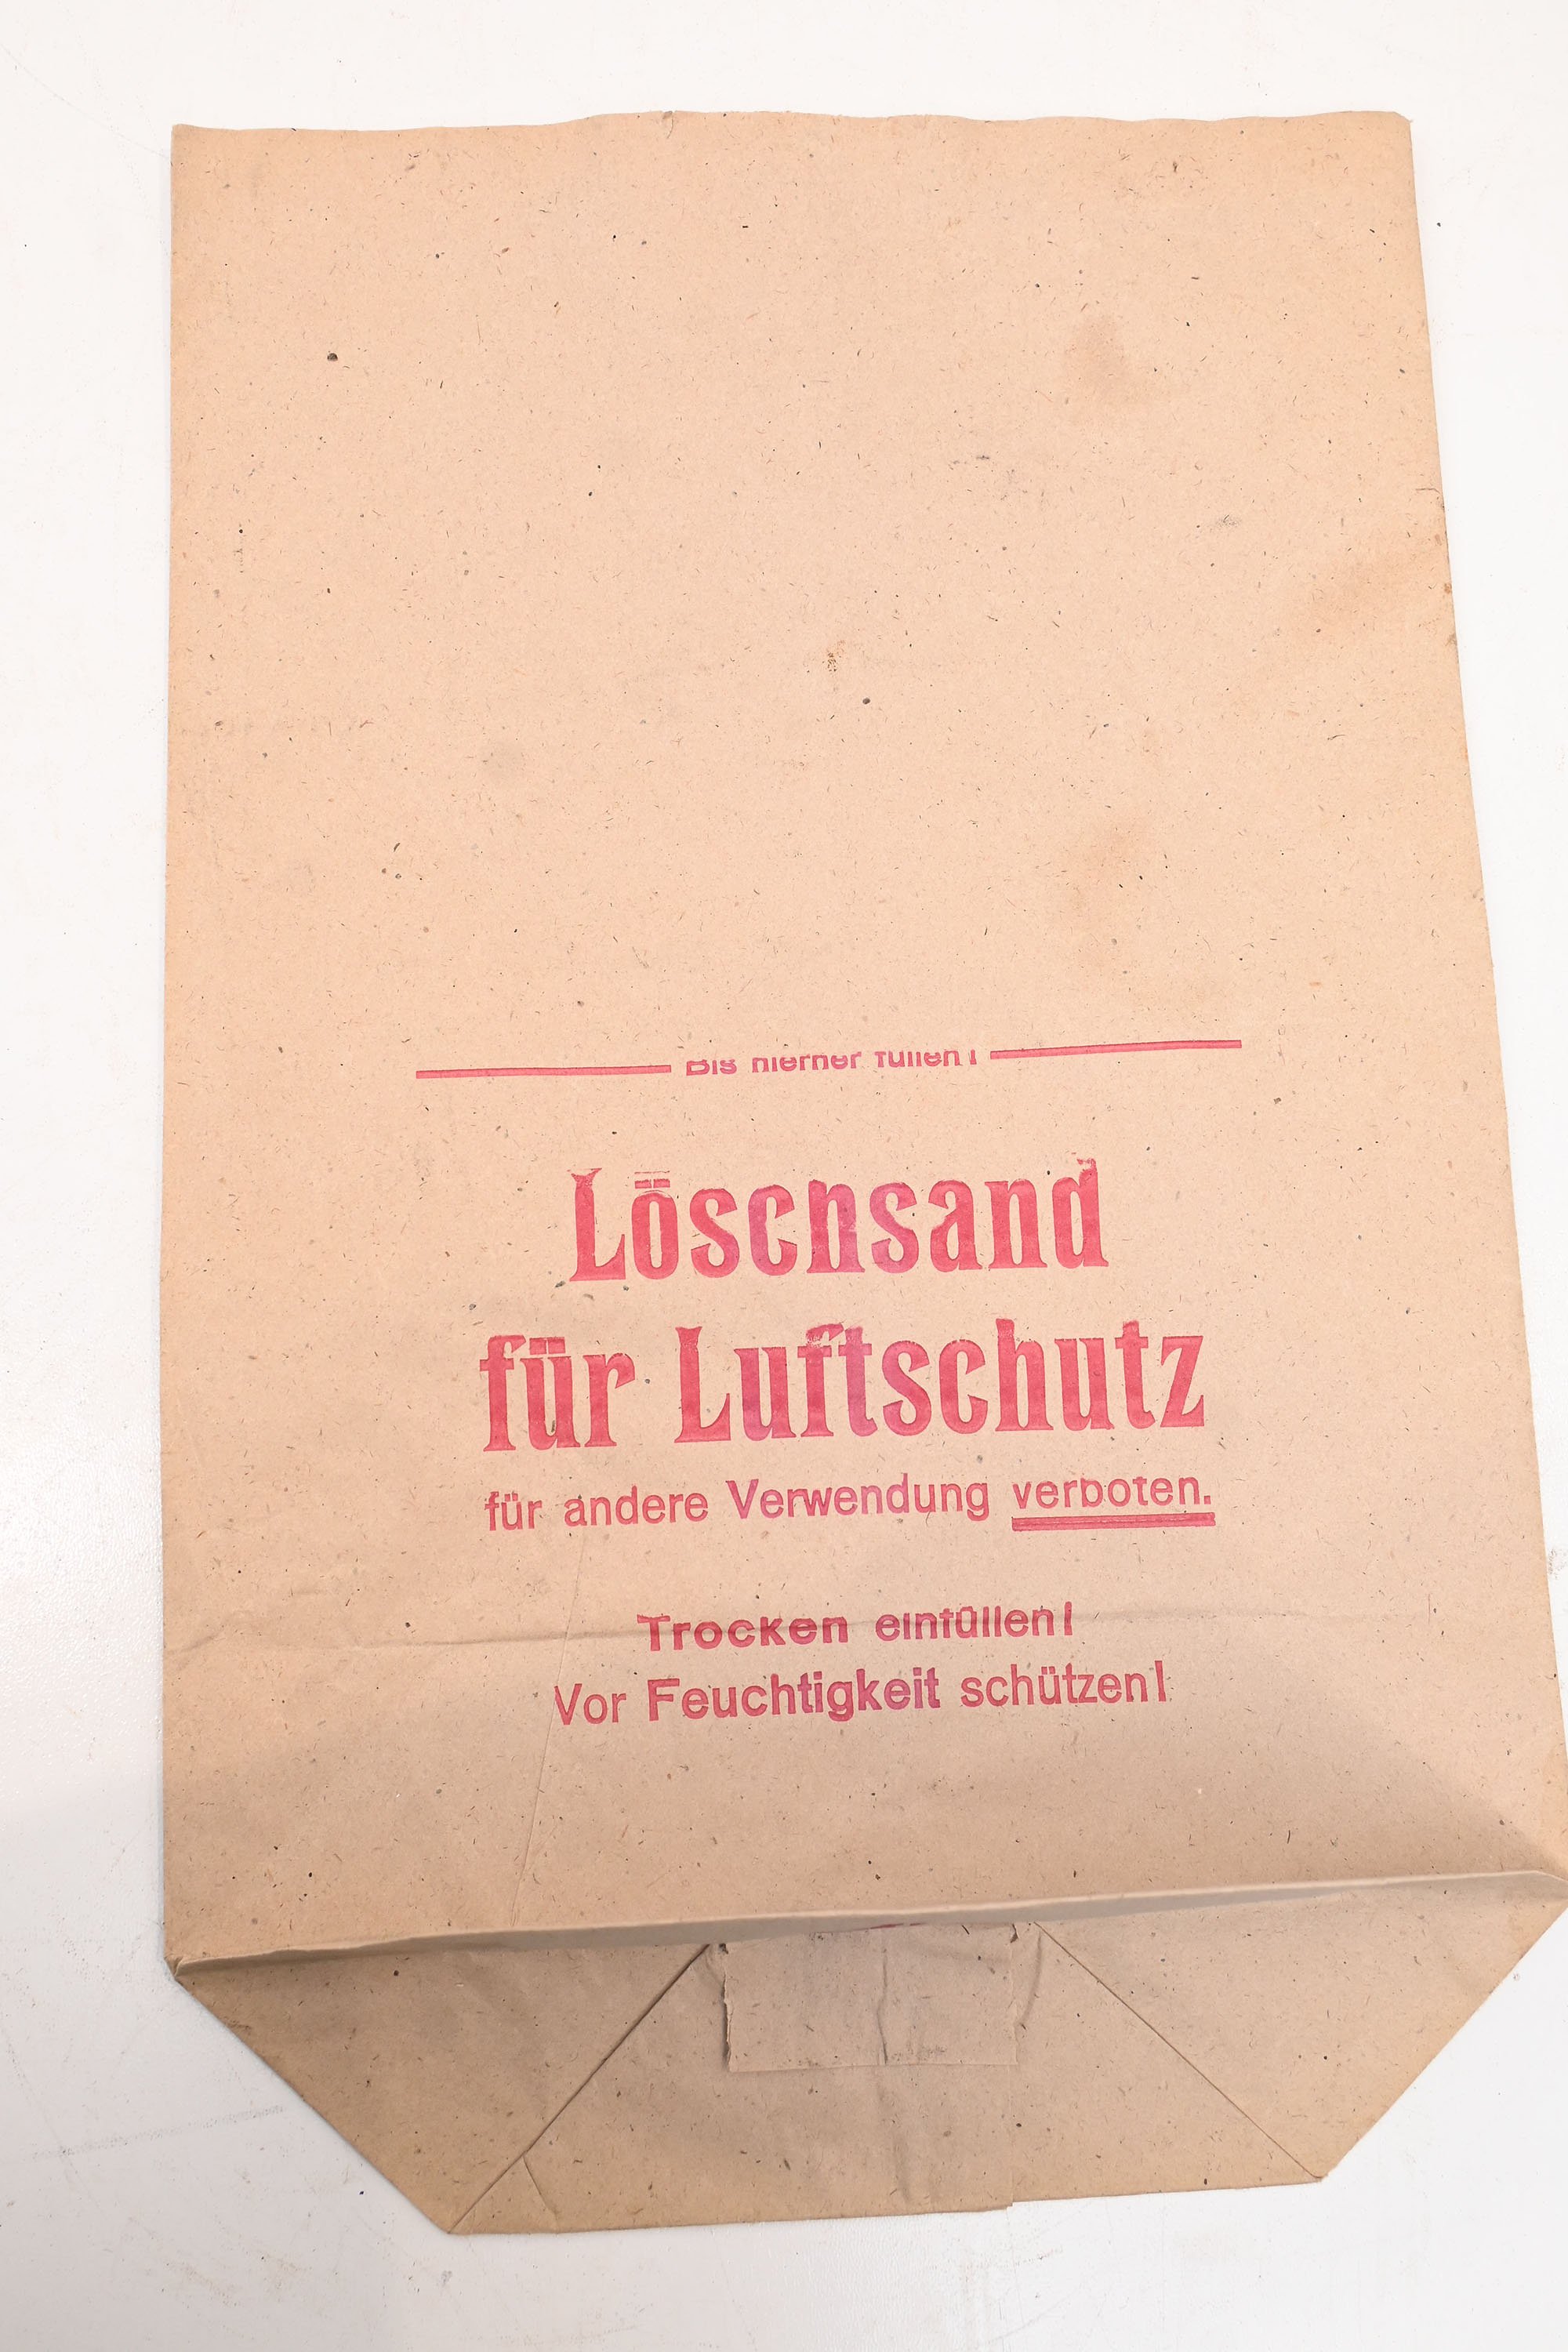 Bis hierher füllen!
Löschsand
für Luftschutz
für andere Verwendung verboten.
Trocken einfüllen!
Vor Feuchtigkeit schützen!